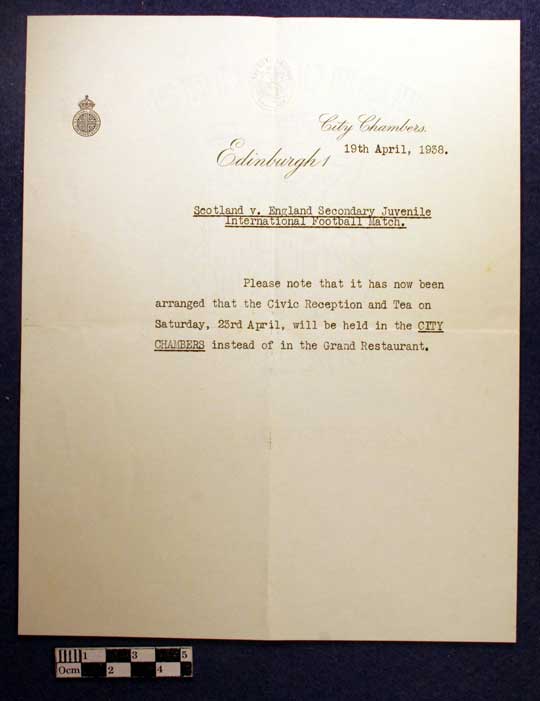 City Chambers.
Edinburgh 1
19th April, 1938.
Scotland v. England Secondary Juvenile
International Football Match.
Please note that it has now been
arranged that the Civic Reception and Tea on
Saturday, 23rd April, will be held in the CITY
CHAMBERS instead of in the Grand Restaurant.
1 3 5
0cm 2 4